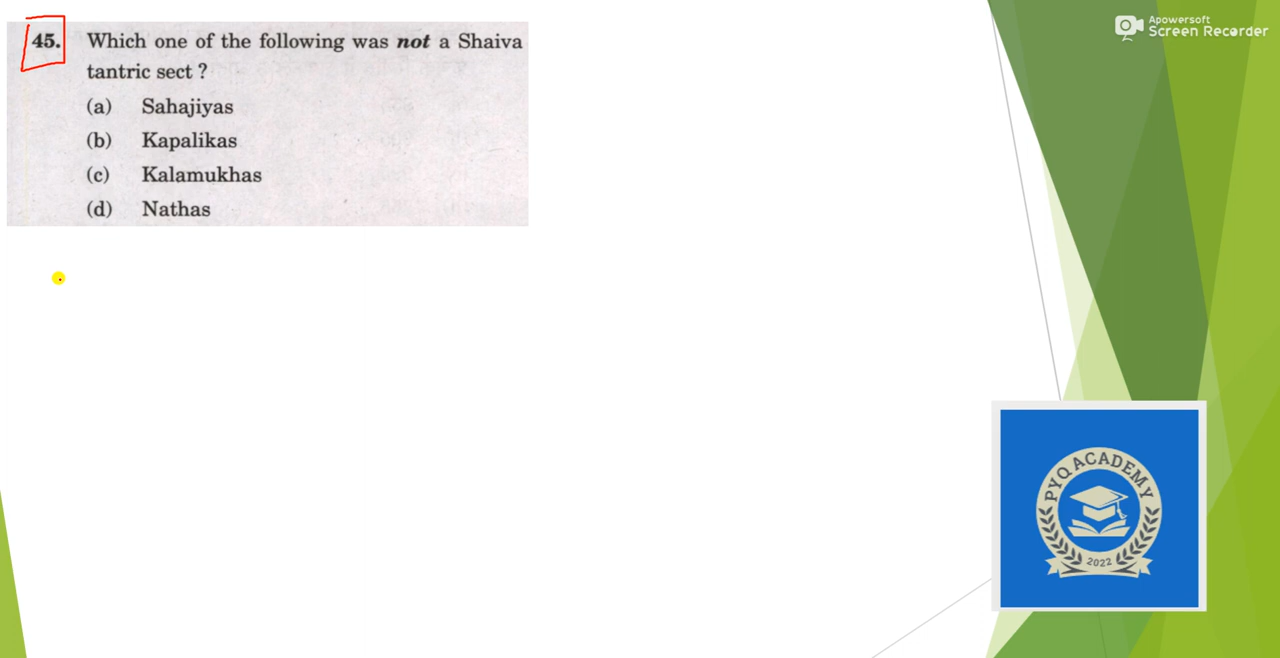 Apowersoft
Screen Recorder
45. Which one of the following was not a Shaiva
tantric sect ?
(a) Sahajiyas
(b) Kapalikas
(c) Kalamukhas
(d) Nathas
PYQ ACADEMY
2022